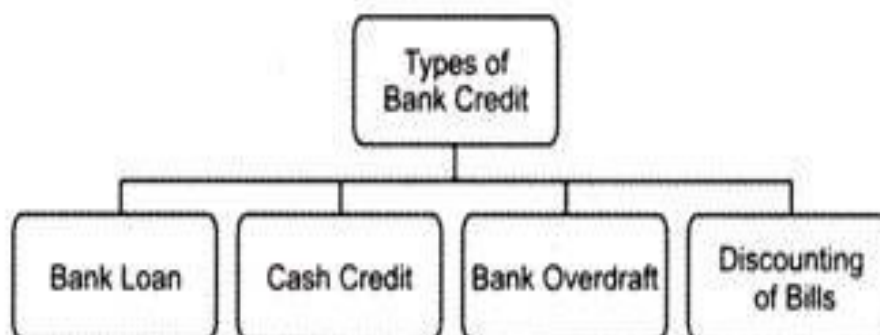 Types of
Bank Credit
Bank Loan
Cash Credit
Bank Overdraft
Discounting
of Bills